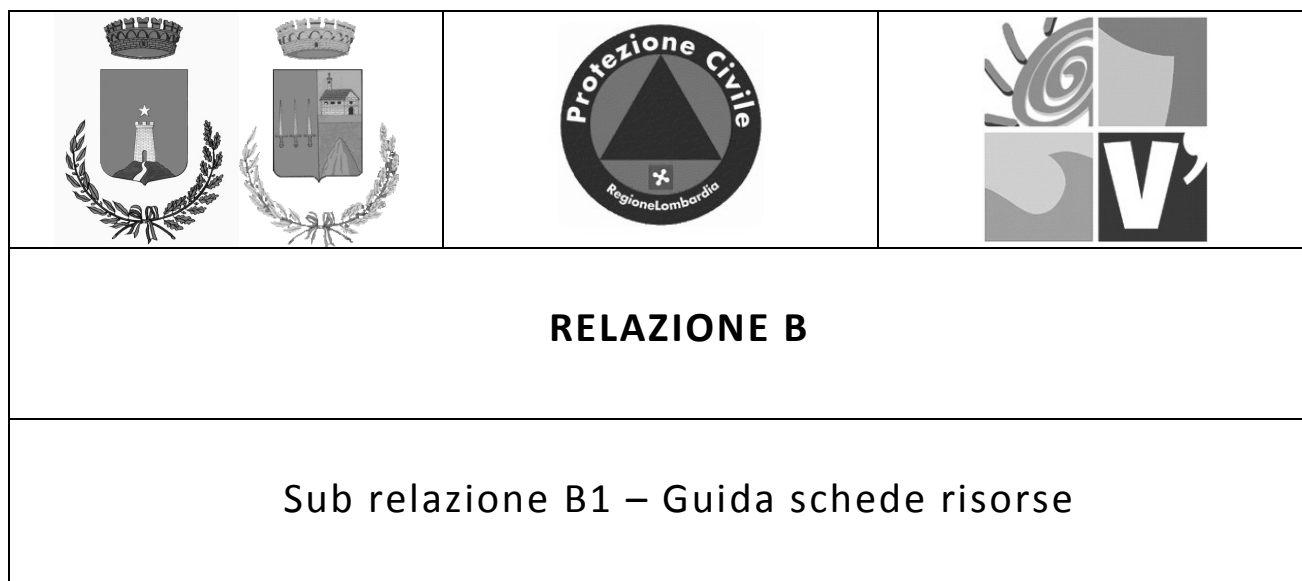 Protezione Civile
RegioneLombardia
V'
RELAZIONE B
Sub relazione B1 – Guida schede risorse